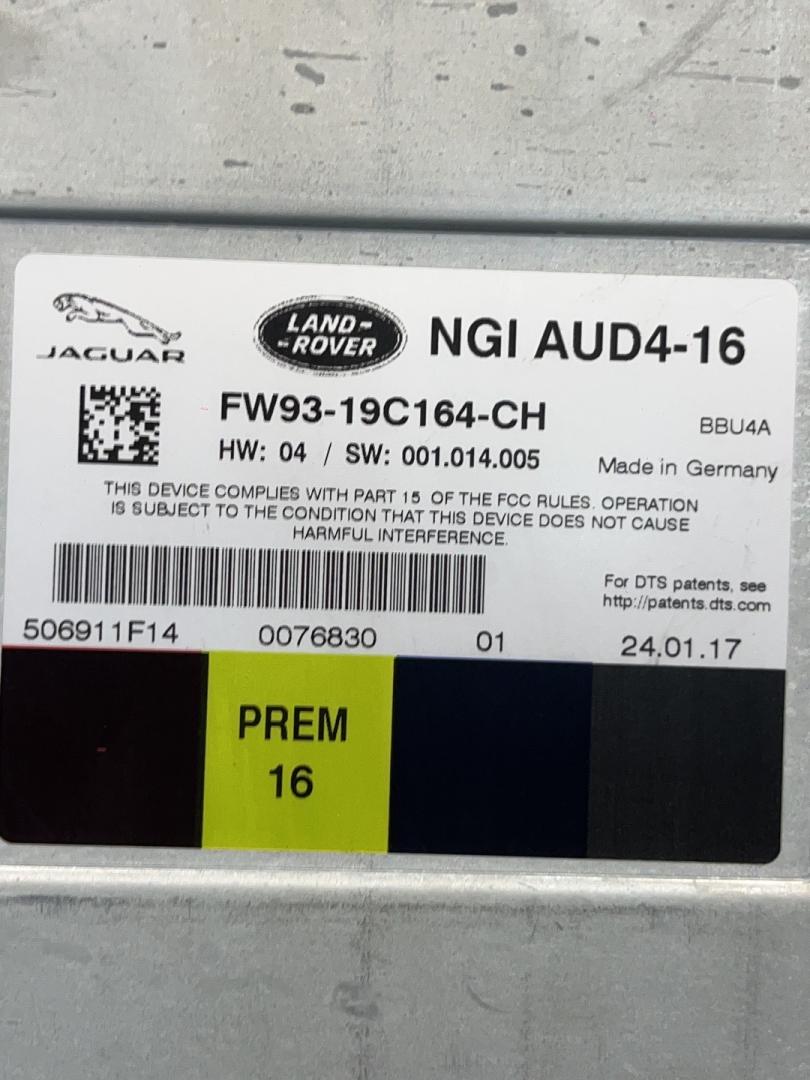 JAGUAR
LAND-
-ROVER
NGI AUD4-16
FW93-19C164-CH
BBU4A
HW: 04 / SW: 001.014.005
Made in Germany
THIS DEVICE COMPLIES WITH PART 15 OF THE FCC RULES. OPERATION
IS SUBJECT TO THE CONDITION THAT THIS DEVICE DOES NOT CAUSE
HARMFUL INTERFERENCE.
For DTS patents, see
http://patents.dts.com
506911F14 0076830 01 24.01.17
PREM
16